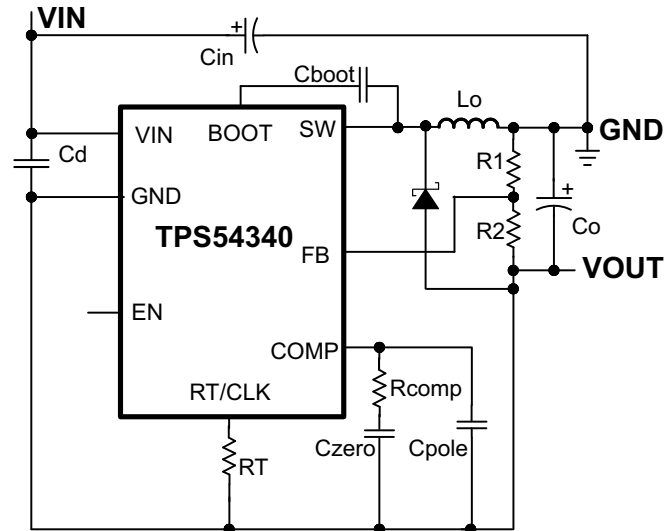 VIN
+
Cin
Cboot
Lo
VIN
BOOT
SW
GND
Cd
R1
GND
+
TPS54340
R2
Co
FB
VOUT
EN
COMP
RT/CLK
Rcomp
RT
Czero
Cpole